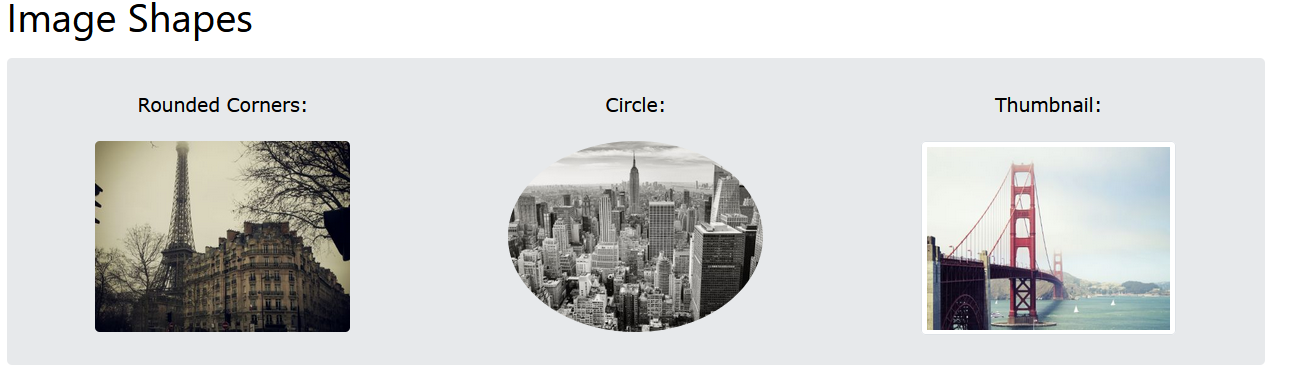 Image Shapes
Rounded Corners:
Circle:
Thumbnail: